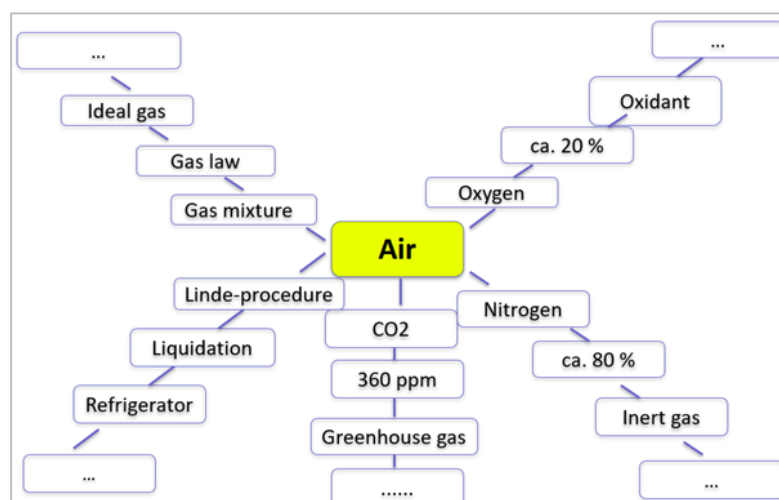 ...
Ideal gas
Gas law
Gas mixture
...
Oxidant
ca. 20 %
Oxygen
Air
Linde-procedure
Liquidation
Refrigerator
...
CO2
360 ppm
Greenhouse gas
......
Nitrogen
ca. 80 %
Inert gas
...